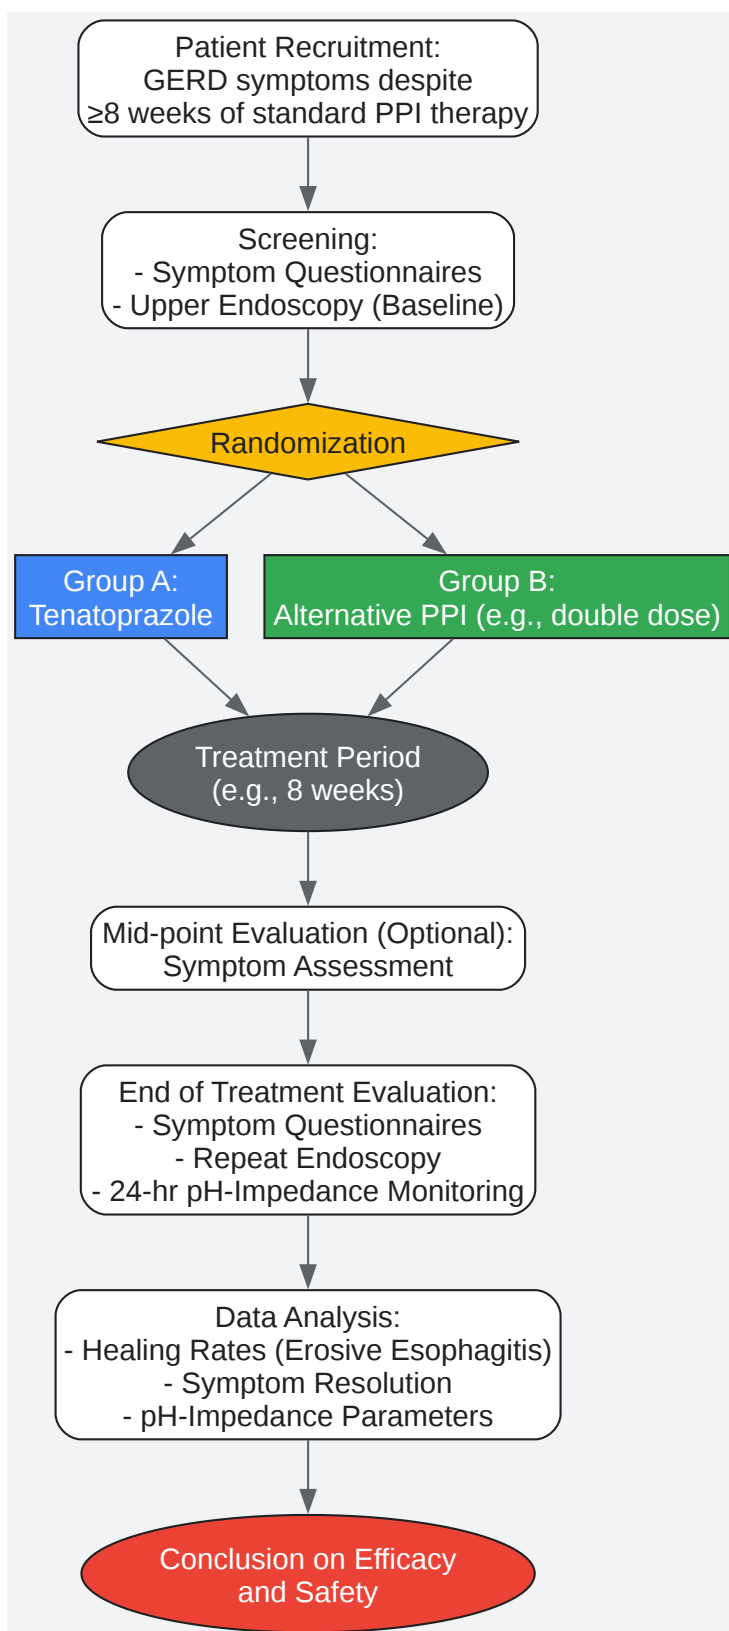 Patient Recruitment:
GERD symptoms despite
≥8 weeks of standard PPI therapy
Screening:
- Symptom Questionnaires
- Upper Endoscopy (Baseline)
Randomization
Group A:
Tenatoprazole
Group B:
Alternative PPI (e.g., double dose)
Treatment Period
(e.g., 8 weeks)
Mid-point Evaluation (Optional):
Symptom Assessment
End of Treatment Evaluation:
- Symptom Questionnaires
- Repeat Endoscopy
- 24-hr pH-Impedance Monitoring
Data Analysis:
- Healing Rates (Erosive Esophagitis)
- Symptom Resolution
- pH-Impedance Parameters
Conclusion on Efficacy
and Safety